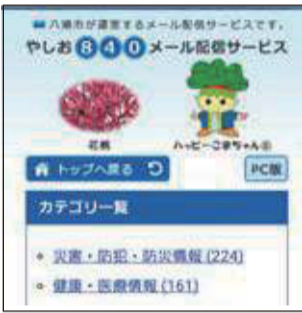 八潮市が運営するメール配信サービスです。
やしお840メール配信サービス
花桃
ハッピーこまちゃん®
トップへ戻る
PC版
カテゴリ一覧
災害・防犯・防災情報 (224)
健康・医療情報 (161)